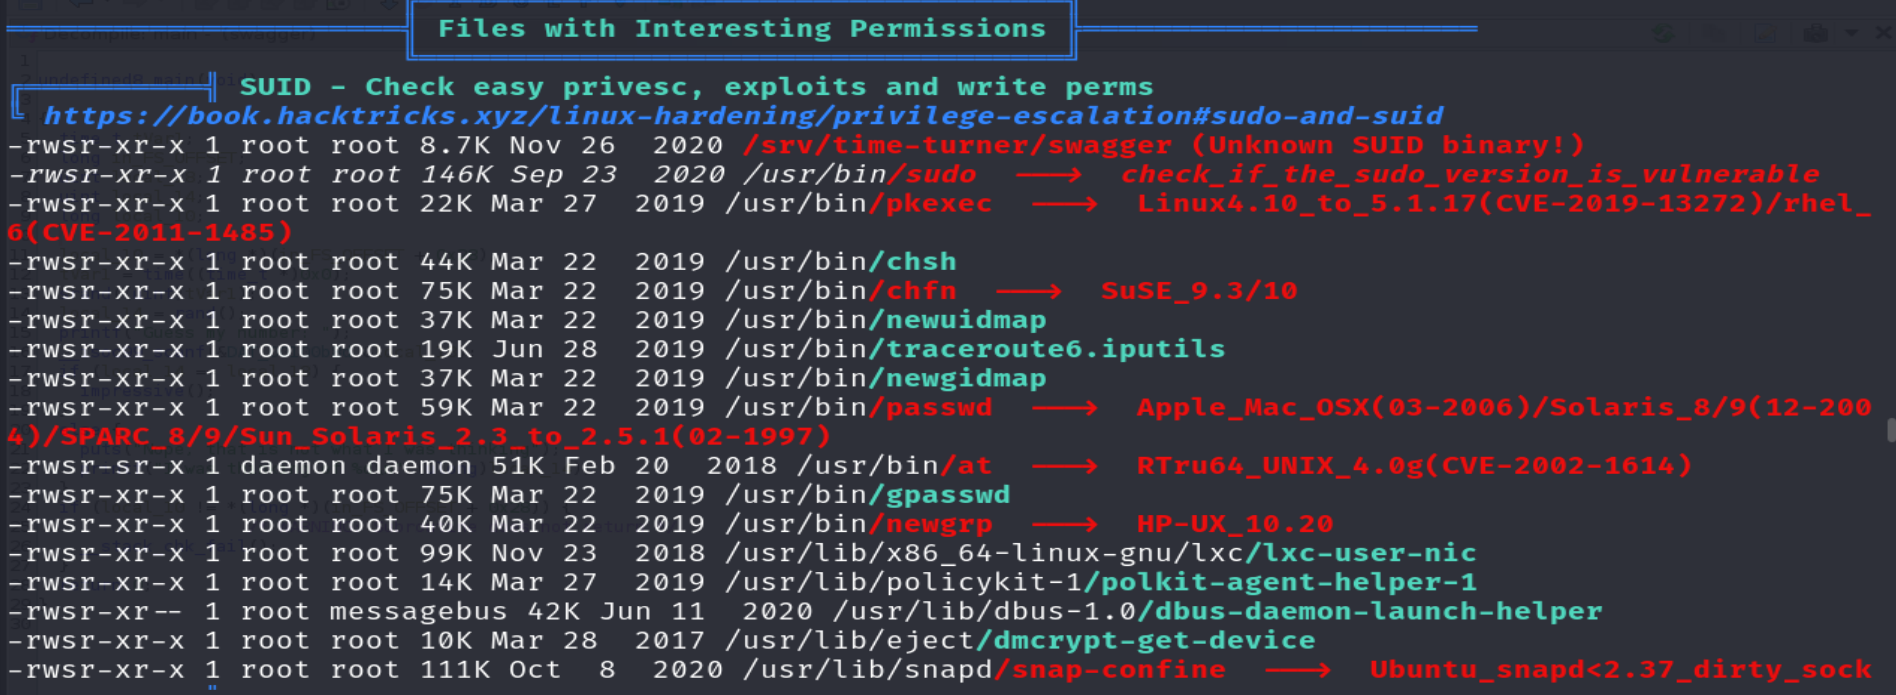 Files with Interesting Permissions
SUID - Check easy privesc, exploits and write perms
https://book.hacktricks.xyz/linux-hardening/privilege-escalation#sudo-and-suid
-rwsr-xr-x 1 root root 8.7K Nov 26  2020 /srv/time-turner/swagger (Unknown SUID binary!)
-rwsr-xr-x 1 root root 146K Sep 23  2020 /usr/bin/sudo  --->  check_if_the_sudo_version_is_vulnerable
-rwsr-xr-x 1 root root 22K Mar 27  2019 /usr/bin/pkexec  --->  Linux4.10_to_5.1.17(CVE-2019-13272)/rhel_
6(CVE-2011-1485)
-rwsr-xr-x 1 root root 44K Mar 22  2019 /usr/bin/chsh
-rwsr-xr-x 1 root root 75K Mar 22  2019 /usr/bin/chfn  --->  SuSE_9.3/10
-rwsr-xr-x 1 root root 37K Mar 22  2019 /usr/bin/newuidmap
-rwsr-xr-x 1 root root 19K Jun 28  2019 /usr/bin/traceroute6.iputils
-rwsr-xr-x 1 root root 37K Mar 22  2019 /usr/bin/newgidmap
-rwsr-xr-x 1 root root 59K Mar 22  2019 /usr/bin/passwd  --->  Apple_Mac_OSX(03-2006)/Solaris_8/9(12-200
4)/SPARC_8/9/Sun_Solaris_2.3_to_2.5.1(02-1997)
-rwsr-sr-x 1 daemon daemon 51K Feb 20  2018 /usr/bin/at  --->  RTru64_UNIX_4.0g(CVE-2002-1614)
-rwsr-xr-x 1 root root 75K Mar 22  2019 /usr/bin/gpasswd
-rwsr-xr-x 1 root root 40K Mar 22  2019 /usr/bin/newgrp  --->  HP-UX_10.20
-rwsr-xr-x 1 root root 99K Nov 23  2018 /usr/lib/x86_64-linux-gnu/lxc/lxc-user-nic
-rwsr-xr-x 1 root root 14K Mar 27  2019 /usr/lib/policykit-1/polkit-agent-helper-1
-rwsr-xr-- 1 root messagebus 42K Jun 11  2020 /usr/lib/dbus-1.0/dbus-daemon-launch-helper
-rwsr-xr-x 1 root root 10K Mar 28  2017 /usr/lib/eject/dmcrypt-get-device
-rwsr-xr-x 1 root root 111K Oct  8  2020 /usr/lib/snapd/snap-confine  --->  Ubuntu_snapd<2.37_dirty_sock